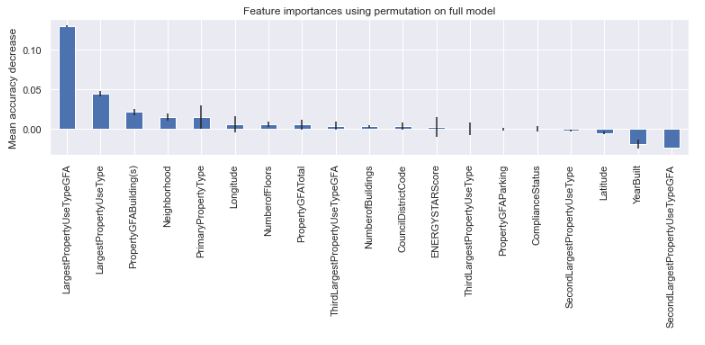 Feature importances using permutation on full model
Mean accuracy decrease
0.10
0.05
0.00
LargestPropertyUseTypeGFA
LargestPropertyUseType
PropertyGFABuilding(s)
Neighborhood
PrimaryPropertyType
Longitude
NumberofFloors
PropertyGFATotal
ThirdLargestPropertyUseTypeGFA
NumberofBuildings
CouncilDistrictCode
ENERGYSTARScore
ThirdLargestPropertyUseType
PropertyGFAParking
ComplianceStatus
SecondLargestPropertyUseType
Latitude
YearBuilt
SecondLargestPropertyUseTypeGFA